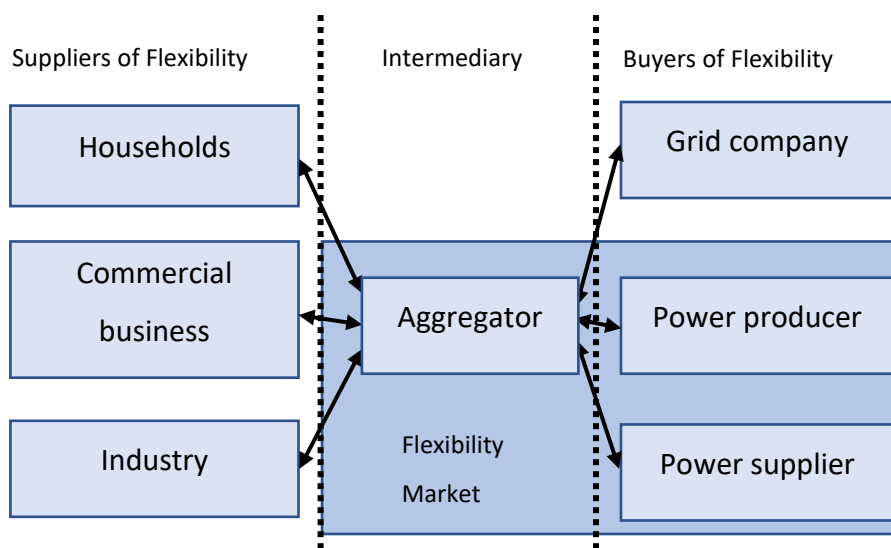 Suppliers of Flexibility
Intermediary
Buyers of Flexibility
Households
Grid company
Commercial
business
Aggregator
Power producer
Industry
Flexibility
Market
Power supplier